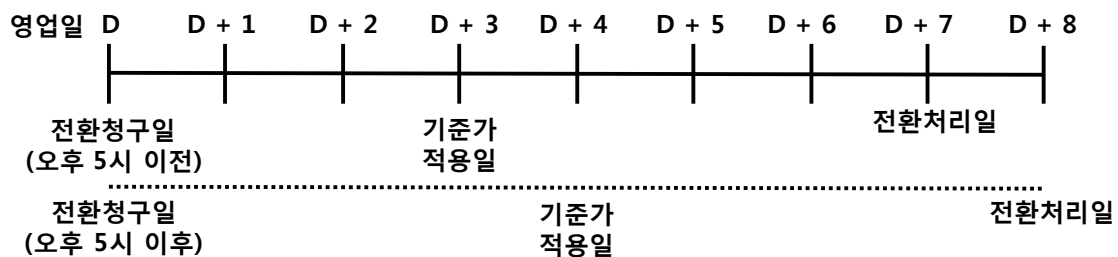 영업일 D D + 1 D + 2 D + 3 D + 4 D + 5 D + 6 D + 7 D + 8
전환청구일 기준가 전환처리일
(오후 5시 이전) 적용일
전환청구일 기준가 전환처리일
(오후 5시 이후) 적용일